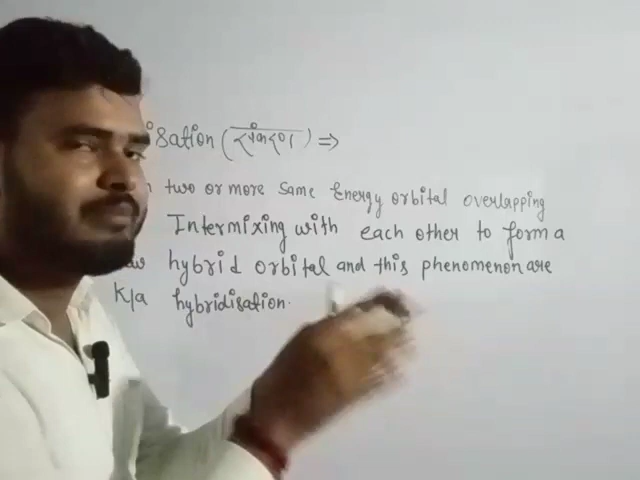 isation (संकरण) ⇒
two or more same Energy orbital overlapping
Intermixing with each other to form a
hybrid orbital and this phenomenon are
K/a hybridisation.